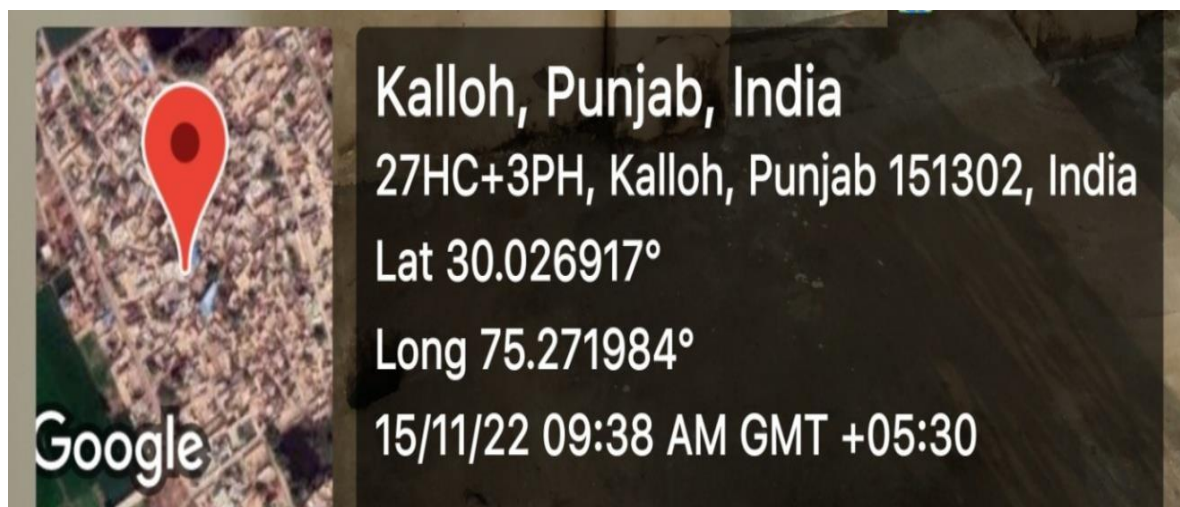 Kalloh, Punjab, India
27HC+3PH, Kalloh, Punjab 151302, India
Lat 30.026917°
Long 75.271984°
15/11/22 09:38 AM GMT +05:30
Google